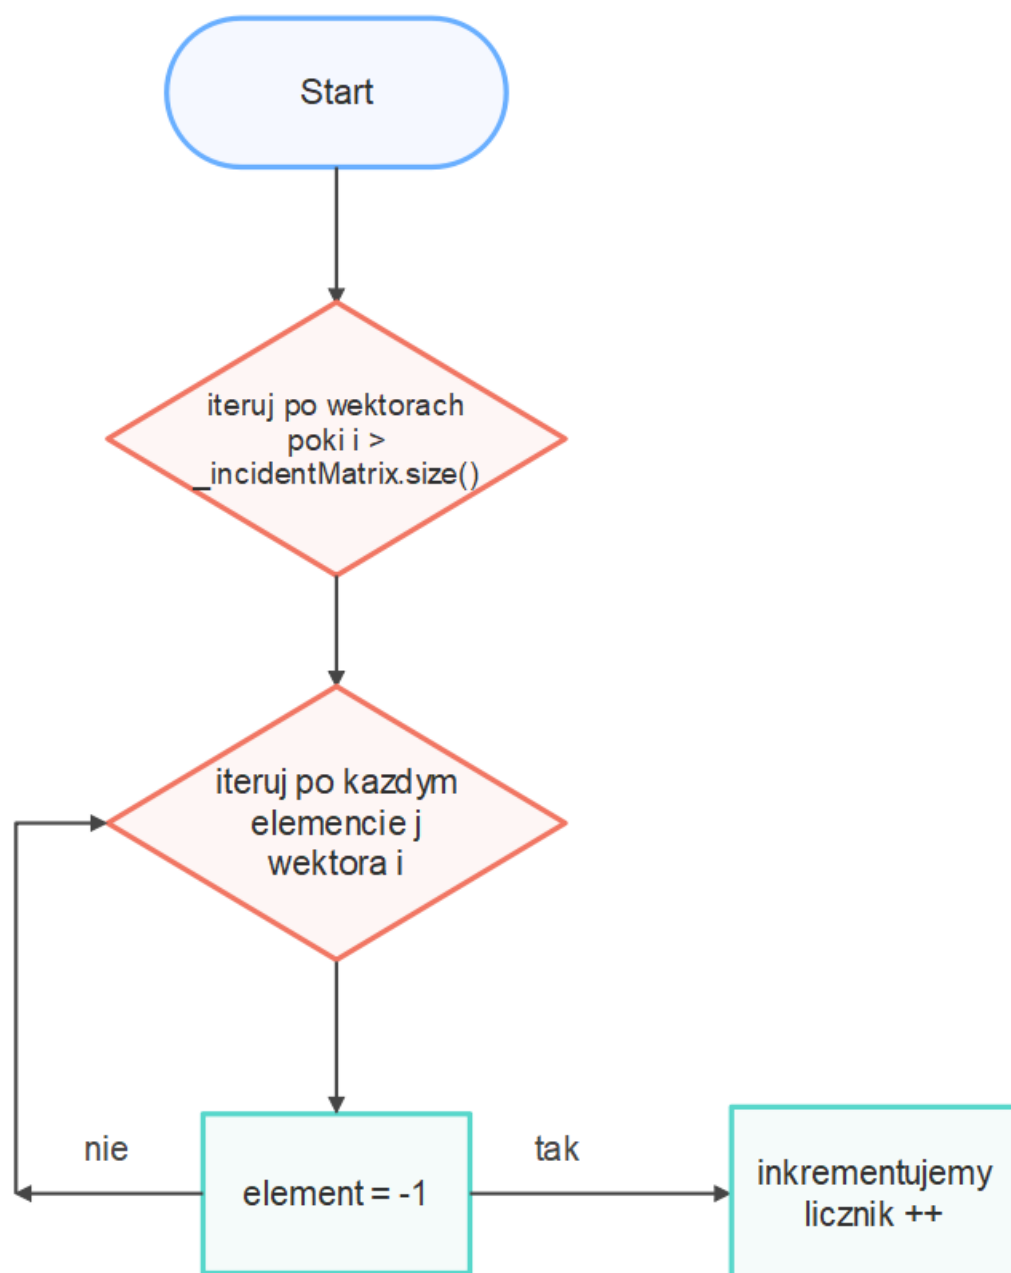 Start
iteruj po wektorach
poki i >
_incidentMatrix.size()
iteruj po kazdym
elemencie j
wektora i
nie
element = -1
tak
inkrementujemy
licznik ++